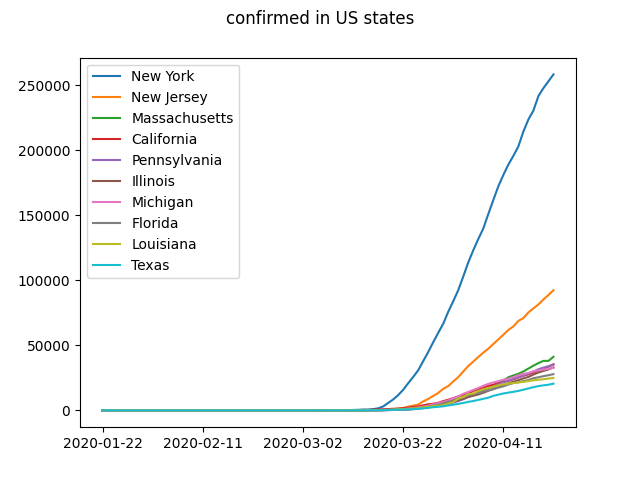 confirmed in US states
250000
200000
150000
100000
50000
0
New York
New Jersey
Massachusetts
California
Pennsylvania
Illinois
Michigan
Florida
Louisiana
Texas
2020-01-22 2020-02-11 2020-03-02 2020-03-22 2020-04-11